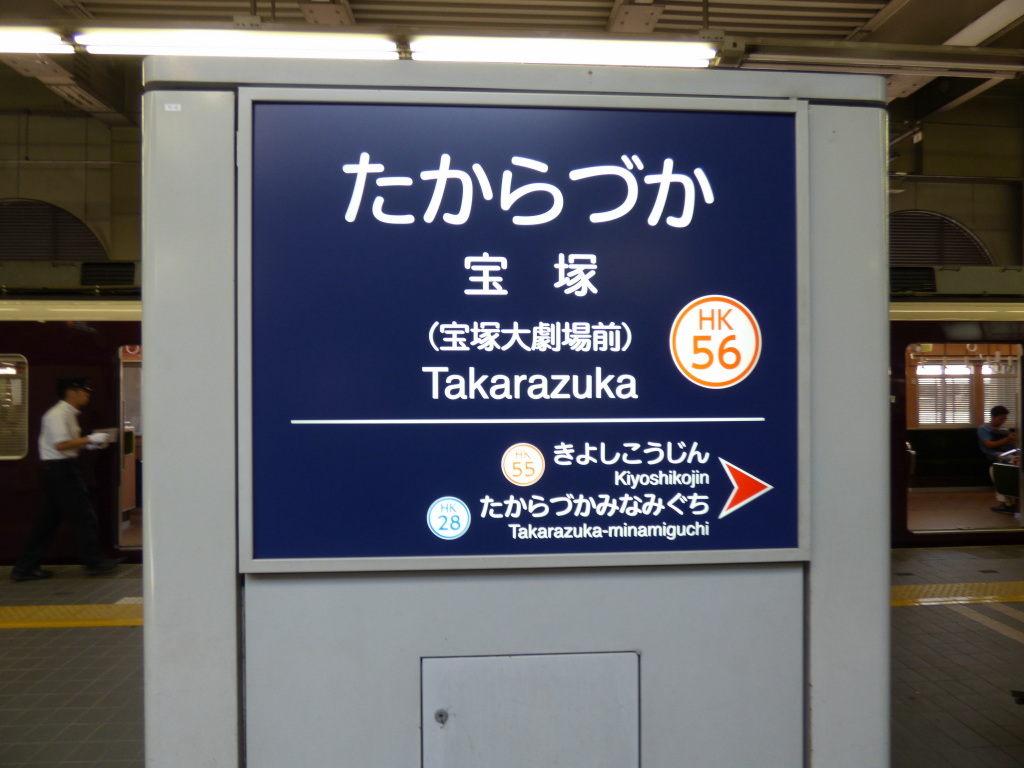 たからづか
宝塚
(宝塚大劇場前)
Takarazuka
HK
56
HK
55
きよしこうじん
Kiyoshikojin
HK
28
たからづかみなみぐち
Takarazuka-minamiguchi